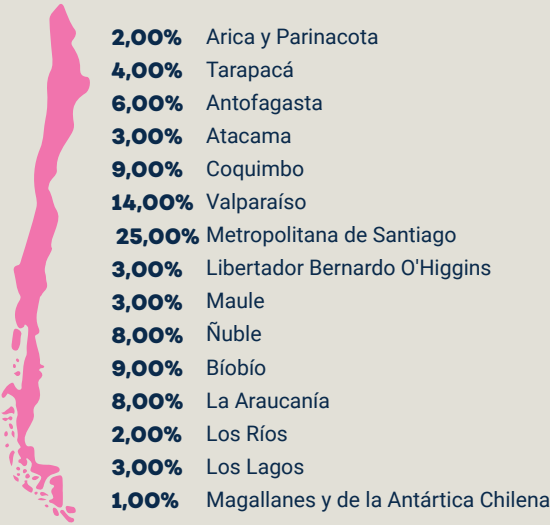 2,00% Arica y Parinacota
4,00% Tarapacá
6,00% Antofagasta
3,00% Atacama
9,00% Coquimbo
14,00% Valparaíso
25,00% Metropolitana de Santiago
3,00% Libertador Bernardo O'Higgins
3,00% Maule
8,00% Ñuble
9,00% Bíobío
8,00% La Araucanía
2,00% Los Ríos
3,00% Los Lagos
1,00% Magallanes y de la Antártica Chilena